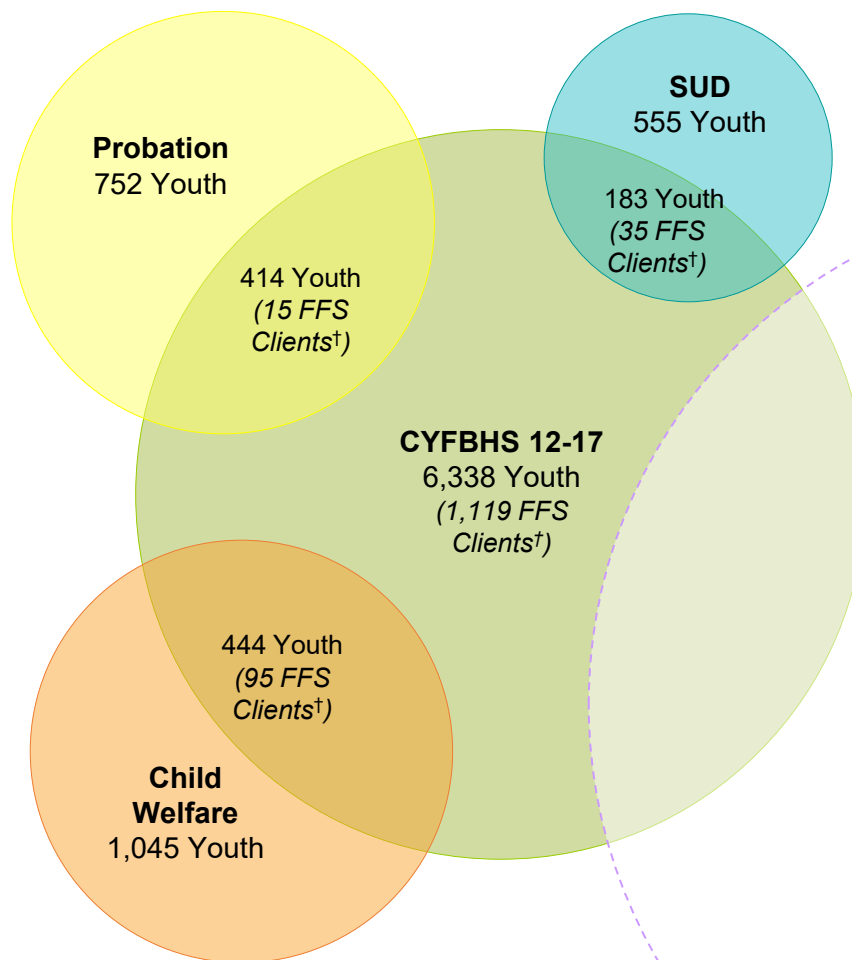 SUD
555 Youth
Probation
752 Youth
183 Youth
(35 FFS
Clients†)
414 Youth
(15 FFS
Clients†)
CYFBHS 12-17
6,338 Youth
(1,119 FFS
Clients†)
444 Youth
(95 FFS
Clients†)
Child
Welfare
1,045 Youth